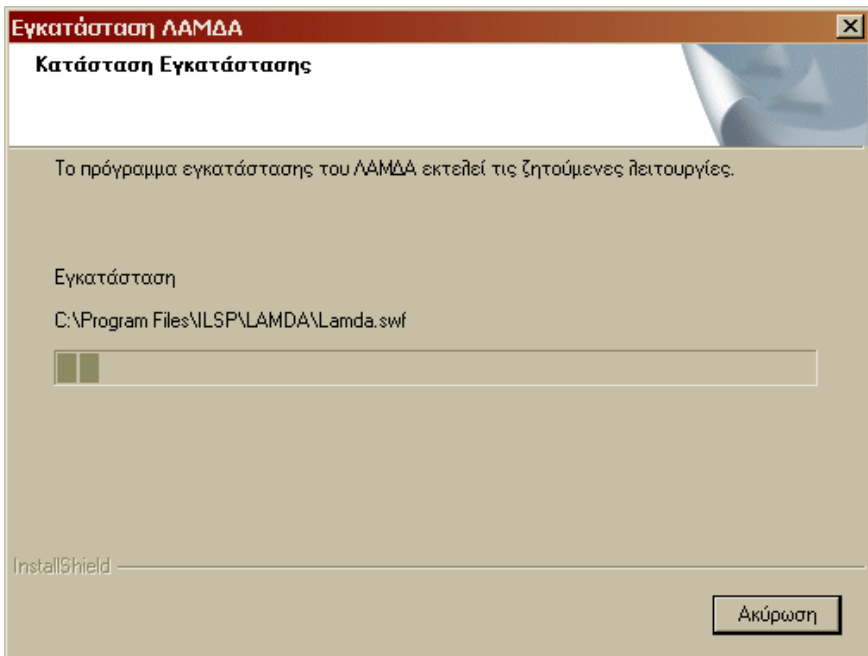 Εγκατάσταση ΛΑΜΔΑ
Κατάσταση Εγκατάστασης
Το πρόγραμμα εγκατάστασης του ΛΑΜΔΑ εκτελεί τις ζητούμενες λειτουργίες.
Εγκατάσταση
C:\Program Files\ILSP\LAMDA\Lamda.swf
InstallShield
Ακύρωση